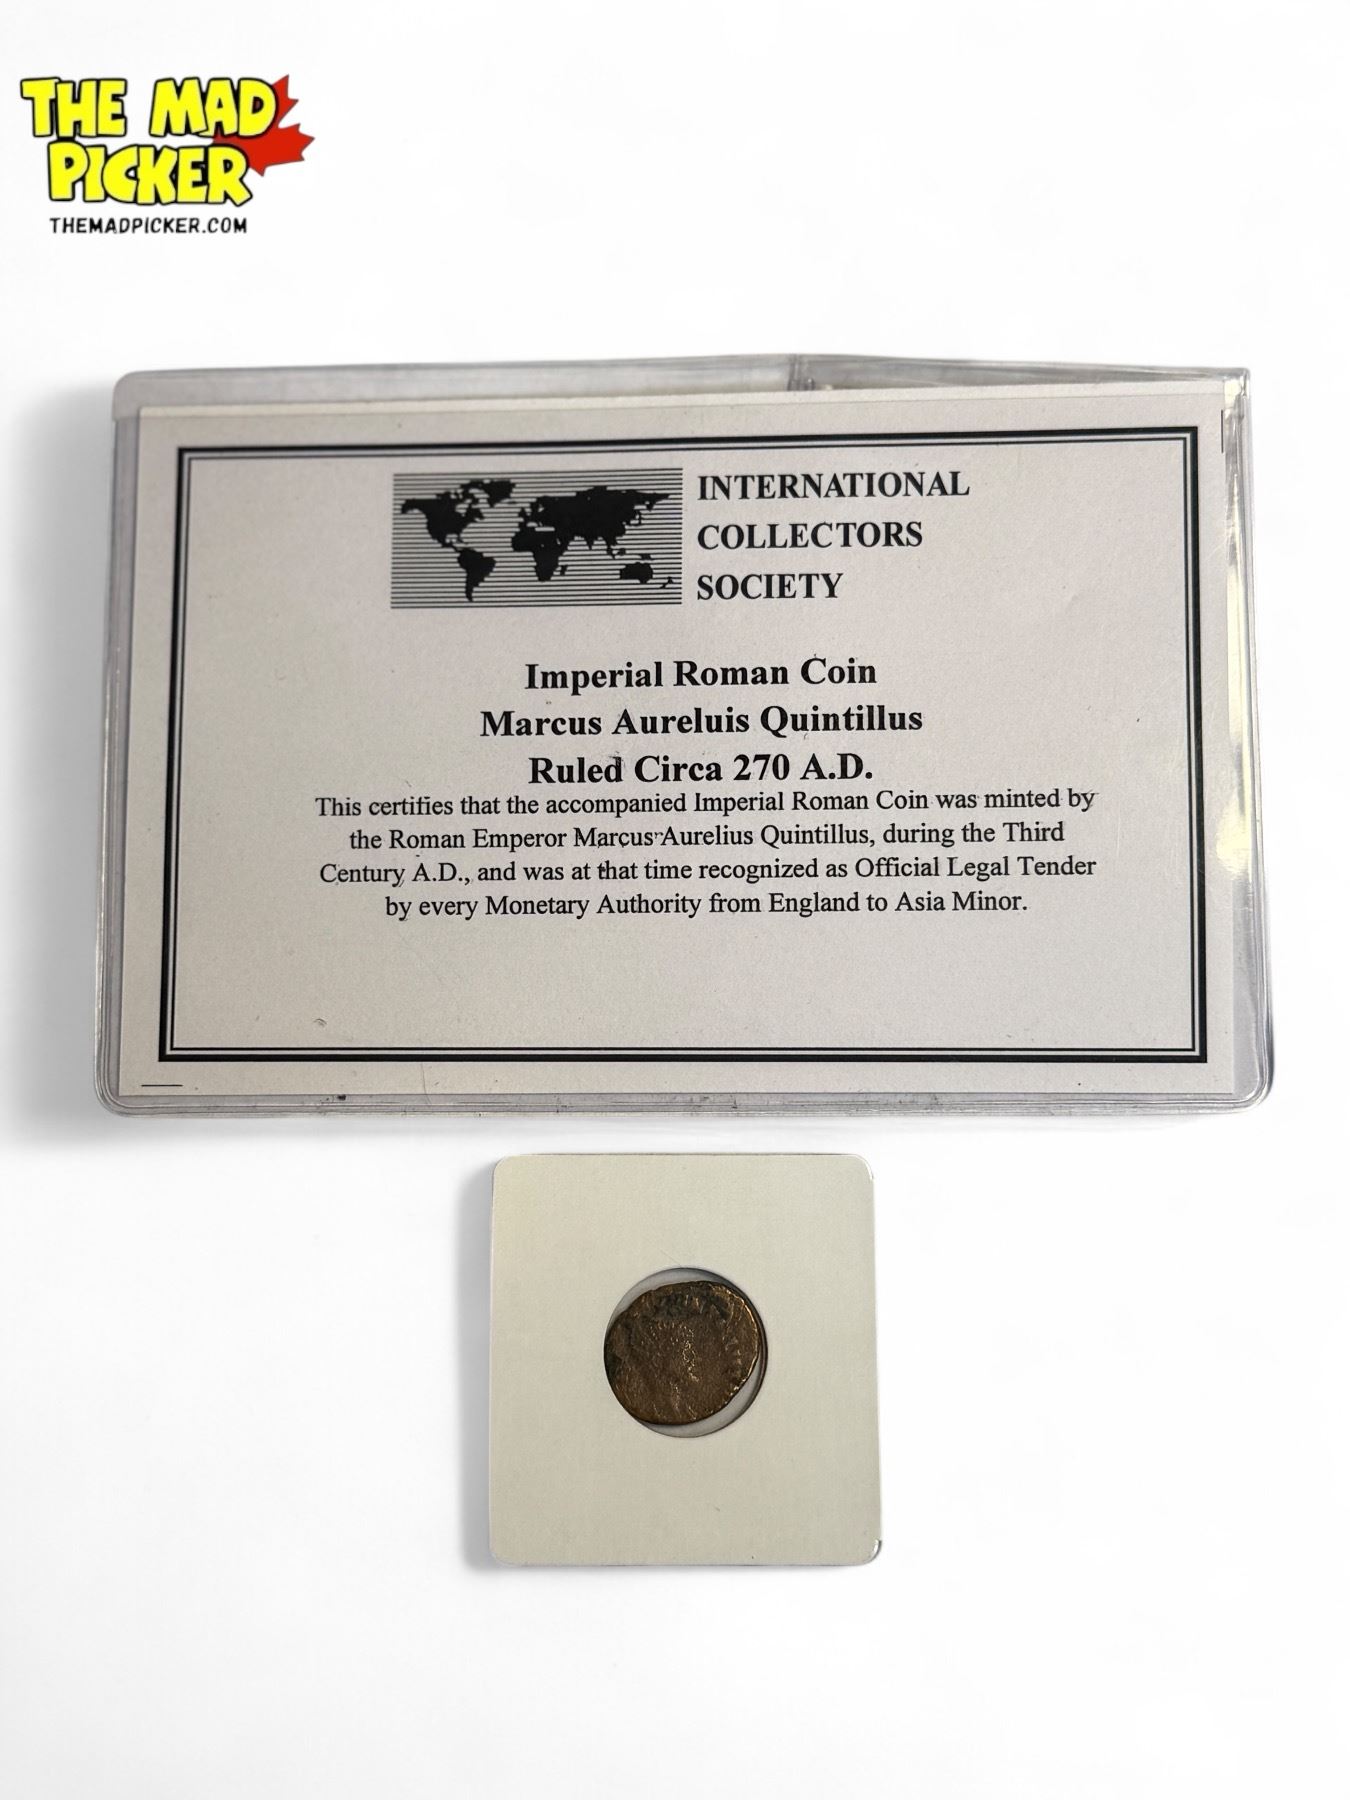 THE MAD
PICKER
THEMADPICKER.COM
INTERNATIONAL
COLLECTORS
SOCIETY
Imperial Roman Coin
Marcus Aureluis Quintillus
Ruled Circa 270 A.D.
This certifies that the accompanied Imperial Roman Coin was minted by
the Roman Emperor Marcus Aurelius Quintillus, during the Third
Century A.D., and was at that time recognized as Official Legal Tender
by every Monetary Authority from England to Asia Minor.